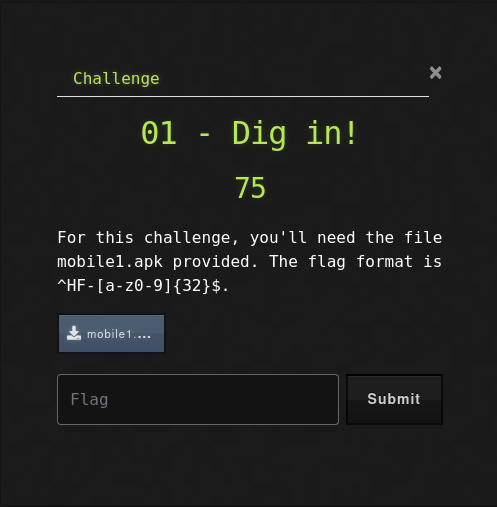 Challenge ×
01 - Dig in!
75
For this challenge, you'll need the file
mobile1.apk provided. The flag format is
^HF-[a-z0-9]{32}$.
mobile1....
Flag Submit